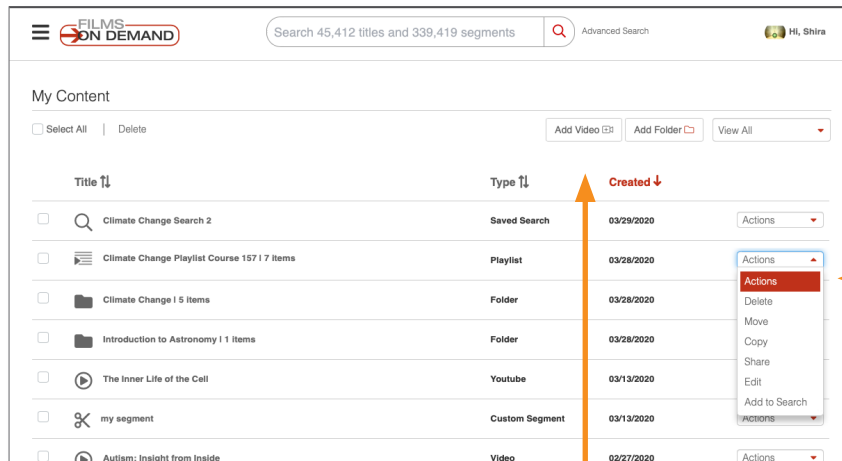 FILMS
ON DEMAND
Search 45,412 titles and 339,419 segments
Advanced Search
Hi, Shira
My Content
Select All | Delete
Add Video
Add Folder
View All
Title Type Created
Climate Change Search 2 Saved Search 03/29/2020 Actions
Climate Change Playlist Course 157 | 7 items Playlist 03/28/2020 Actions
Actions
Climate Change | 5 items Folder 03/28/2020
Delete
Move
Introduction to Astronomy | 1 items Folder 03/28/2020
Copy
Share
The Inner Life of the Cell Youtube 03/13/2020
Edit
Add to Search
my segment Custom Segment 03/13/2020 Actions
Autism: Insight from Inside Video 02/27/2020 Actions